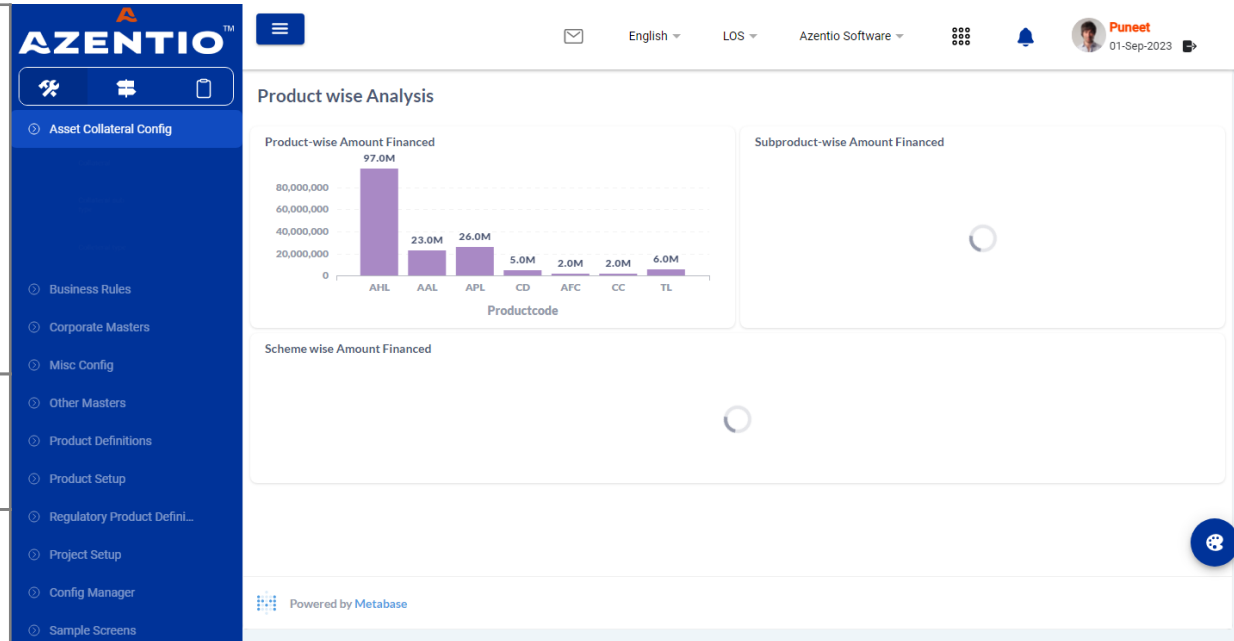 AZENTIO™
English
LOS
Azentio Software
Puneet
01-Sep-2023
Asset Collateral Config
Business Rules
Corporate Masters
Misc Config
Other Masters
Product Definitions
Product Setup
Regulatory Product Defini...
Project Setup
Config Manager
Sample Screens
Product wise Analysis
Product-wise Amount Financed
97.0M
80,000,000
60,000,000
40,000,000
20,000,000
0
23.0M
26.0M
5.0M
2.0M
2.0M
6.0M
AHL AAL APL CD AFC CC TL
Productcode
Subproduct-wise Amount Financed
Scheme wise Amount Financed
Powered by Metabase